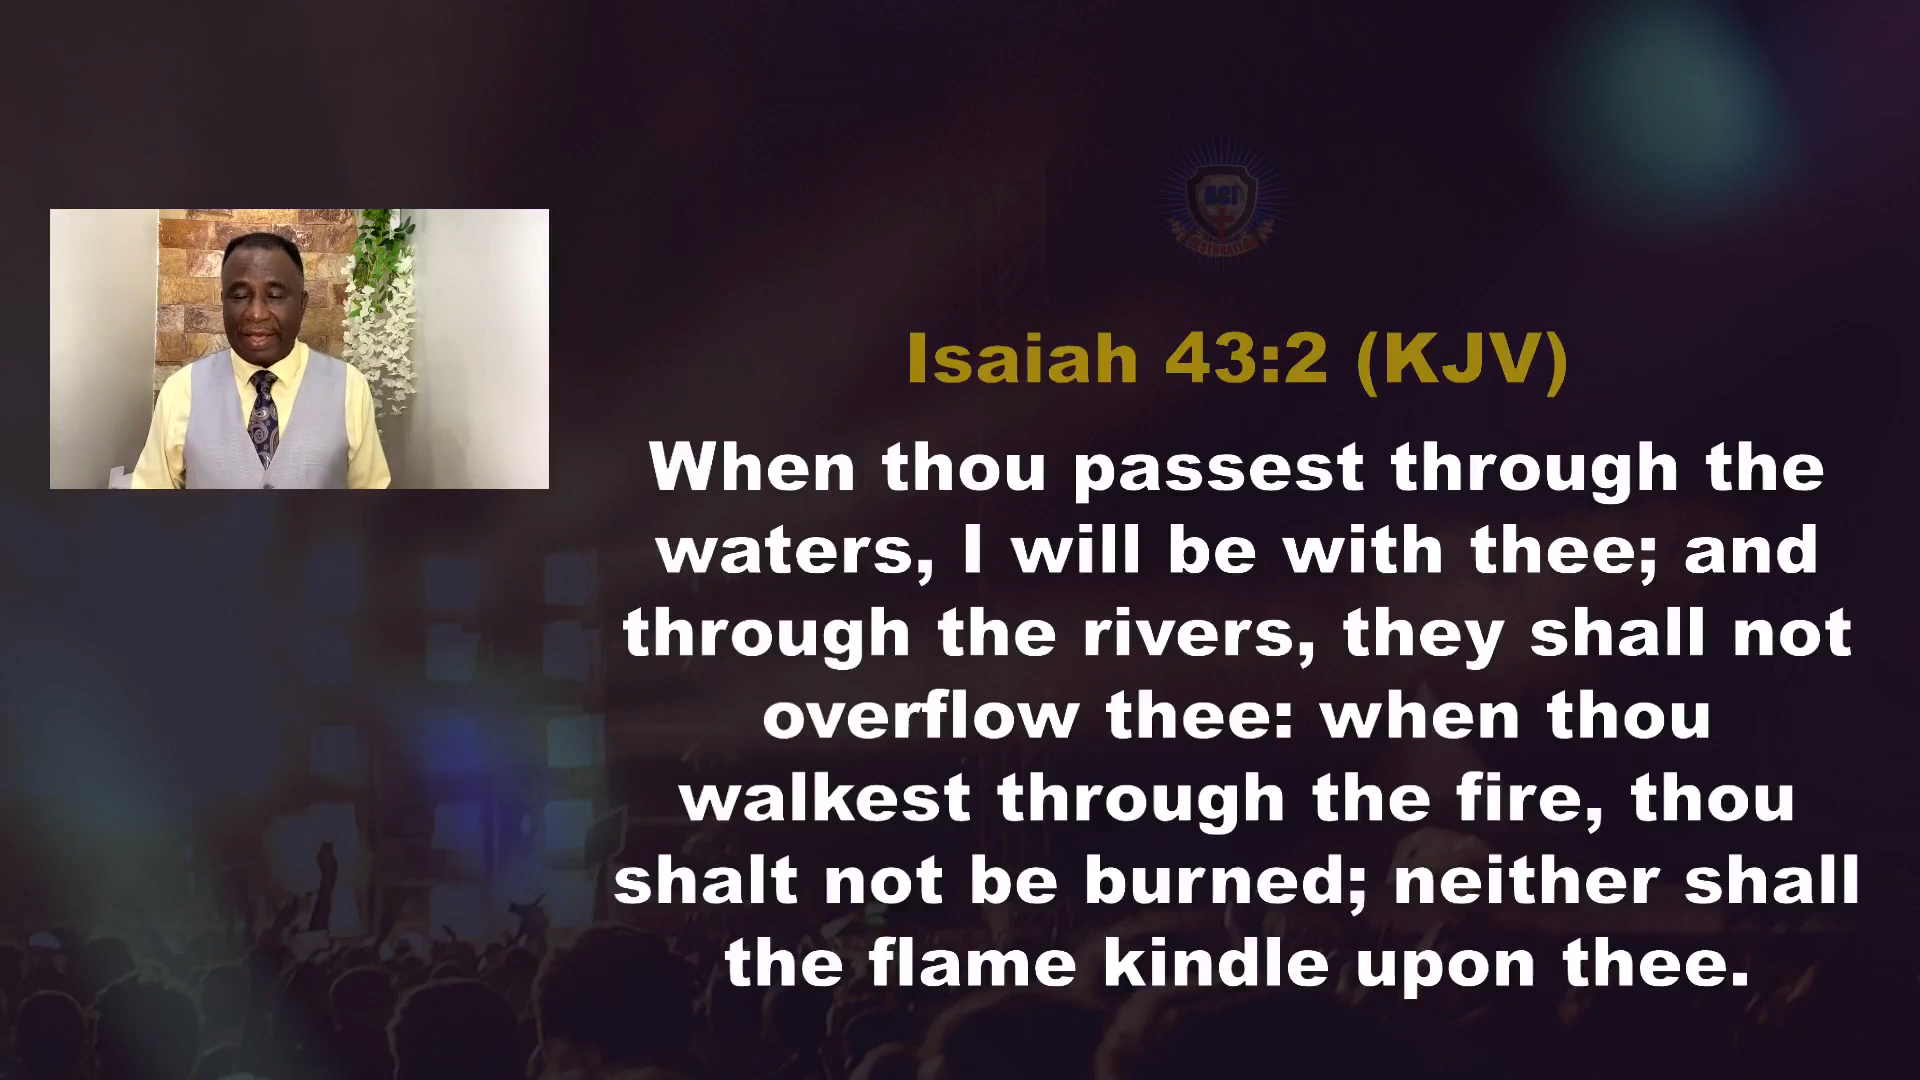 BCF
RESTORATION
Isaiah 43:2 (KJV)
When thou passest through the
waters, I will be with thee; and
through the rivers, they shall not
overflow thee: when thou
walkest through the fire, thou
shalt not be burned; neither shall
the flame kindle upon thee.